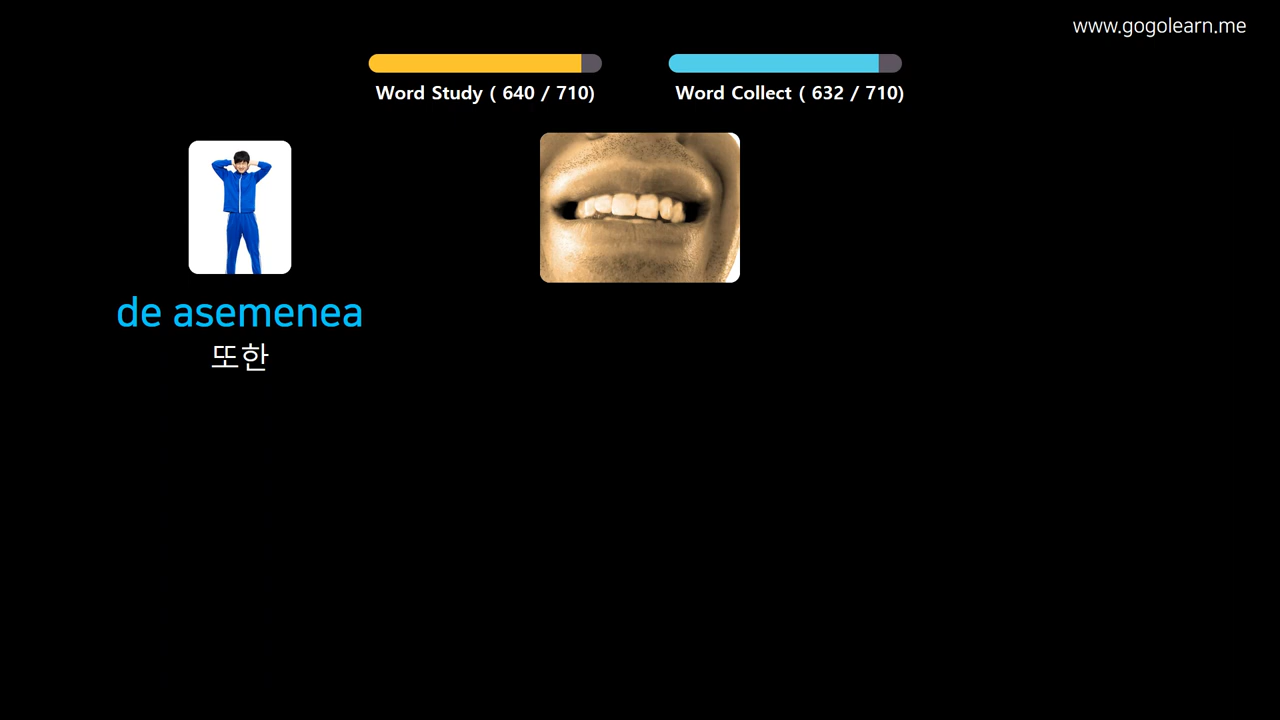 www.gogolearn.me
Word Study ( 640 / 710)
Word Collect ( 632 / 710)
de asemenea
또한